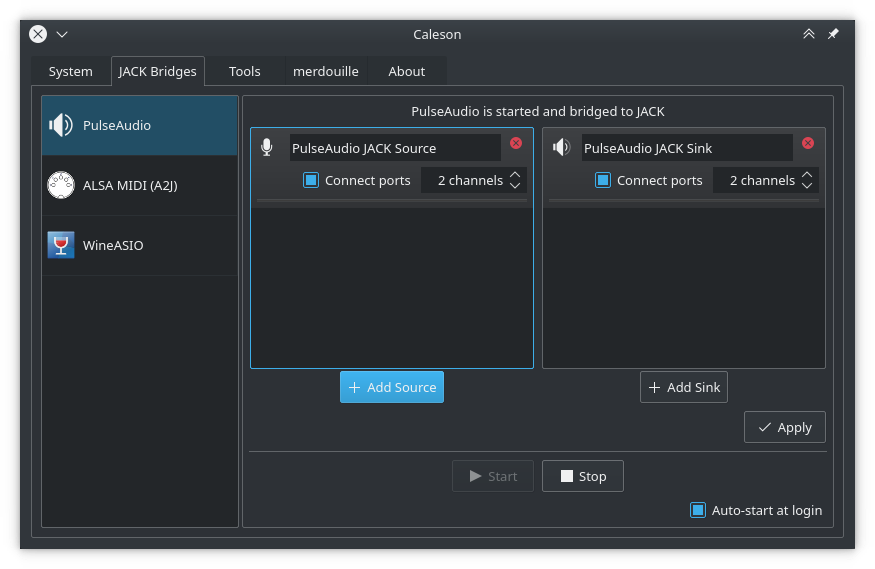 Caleson
System JACK Bridges Tools merdouille About
PulseAudio
ALSA MIDI (A2J)
WineASIO
PulseAudio is started and bridged to JACK
PulseAudio JACK Source
Connect ports 2 channels
PulseAudio JACK Sink
Connect ports 2 channels
Add Source
Add Sink
Apply
Start Stop
Auto-start at login